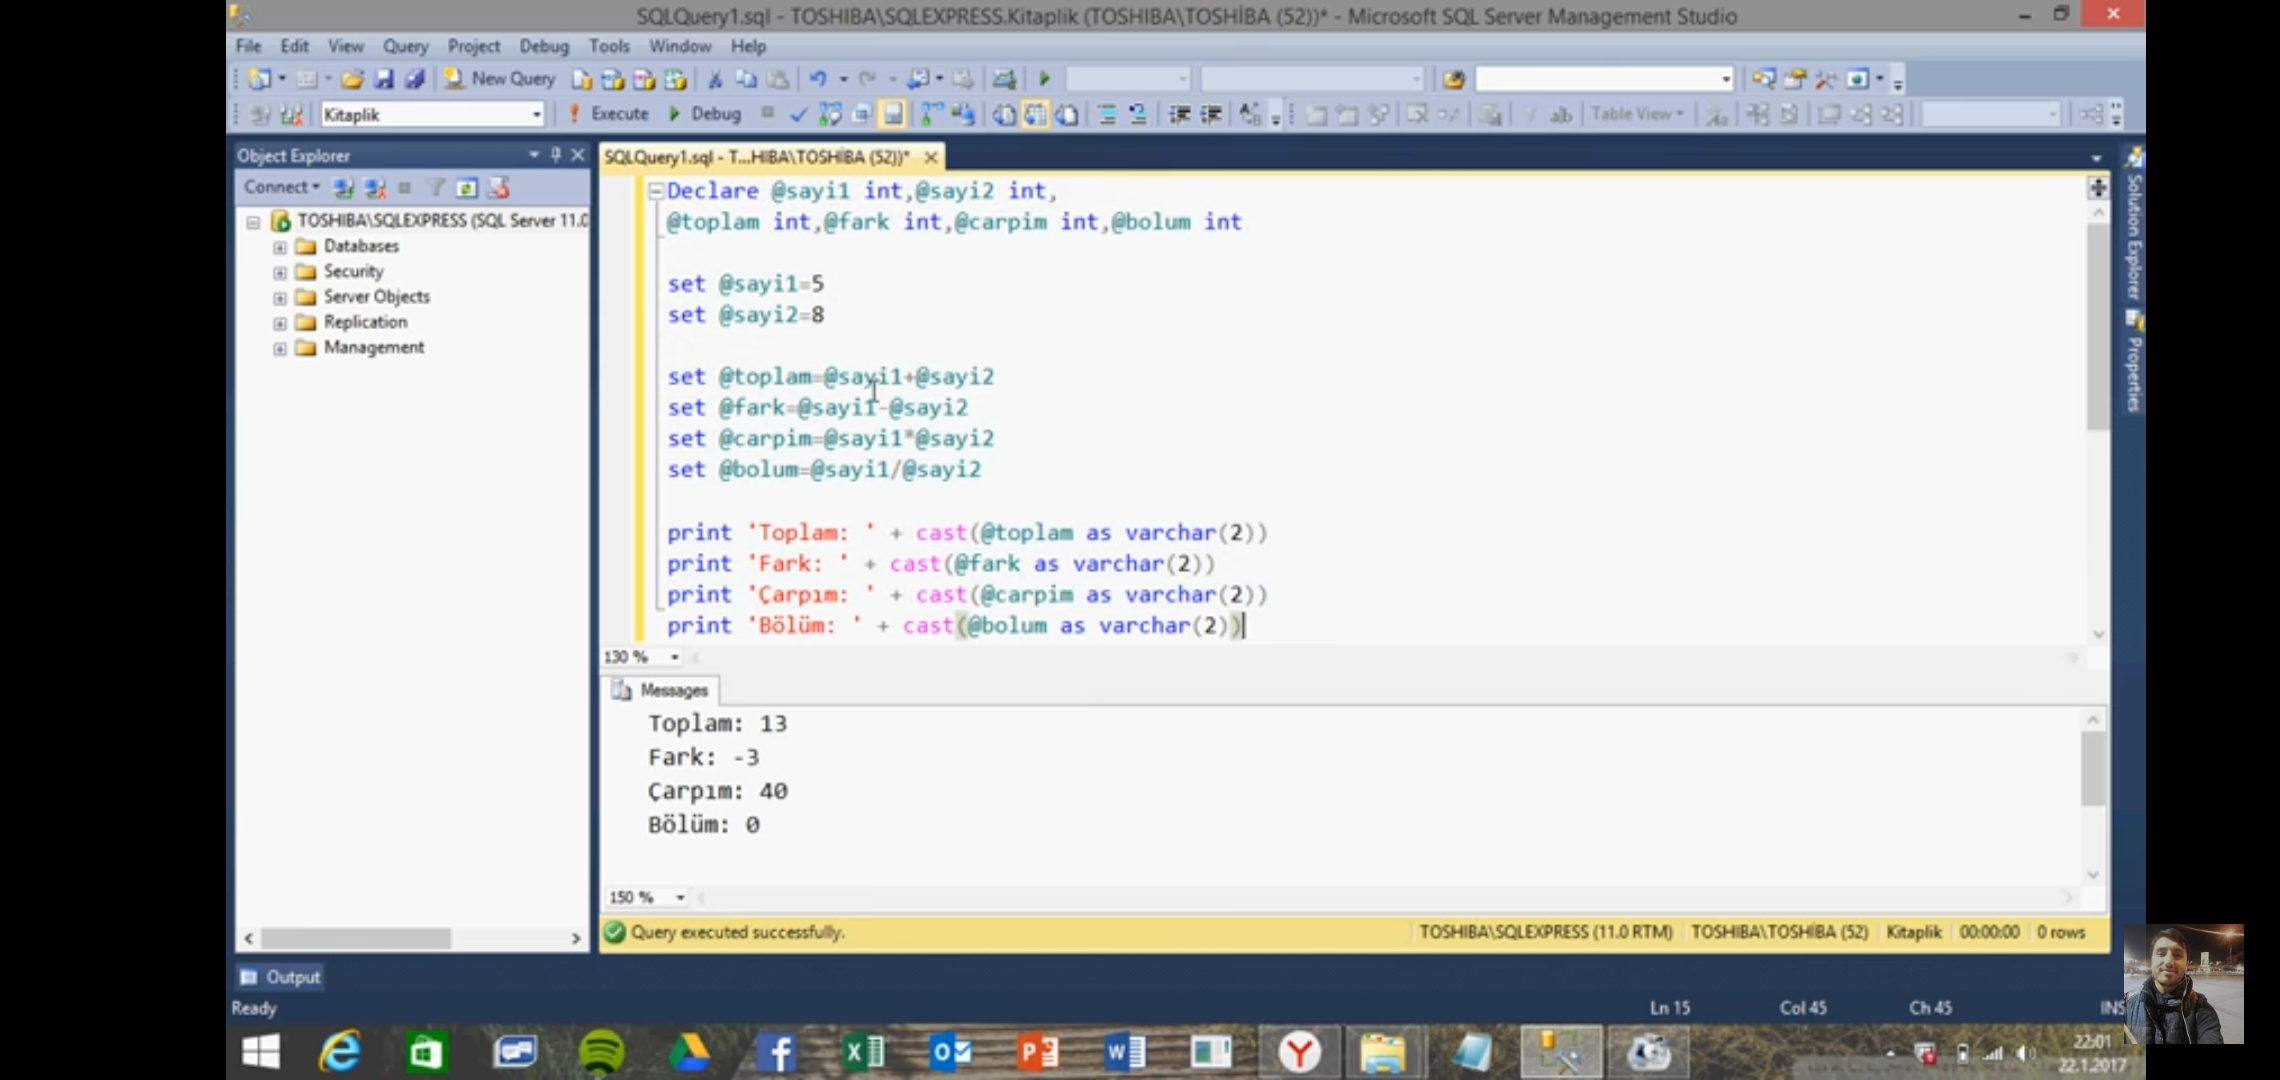 SQLQuery1.sql - TOSHIBA\SQLEXPRESS.Kitaplik (TOSHIBA\TOSHİBA (52))* - Microsoft SQL Server Management Studio
File Edit View Query Project Debug Tools Window Help
New Query
Kitaplik Execute Debug Table View
Object Explorer
SQLQuery1.sql - T...HIBA\TOSHİBA (52))*
Connect
TOSHIBA\SQLEXPRESS (SQL Server 11.0
Databases
Security
Server Objects
Replication
Management
Declare @sayi1 int,@sayi2 int,
@toplam int,@fark int,@carpim int,@bolum int
set @sayi1=5
set @sayi2=8
set @toplam=@sayi1+@sayi2
set @fark=@sayi1-@sayi2
set @carpim=@sayi1*@sayi2
set @bolum=@sayi1/@sayi2
print 'Toplam: ' + cast(@toplam as varchar(2))
print 'Fark: ' + cast(@fark as varchar(2))
print 'Çarpım: ' + cast(@carpim as varchar(2))
print 'Bölüm: ' + cast(@bolum as varchar(2))
130 %
Messages
Toplam: 13
Fark: -3
Çarpım: 40
Bölüm: 0
150 %
Query executed successfully. TOSHIBA\SQLEXPRESS (11.0 RTM) TOSHIBA\TOSHİBA (52) Kitaplik 00:00:00 0 rows
Solution Explorer
Properties
Output
Ready Ln 15 Col 45 Ch 45 INS
22:01
22.1.2017